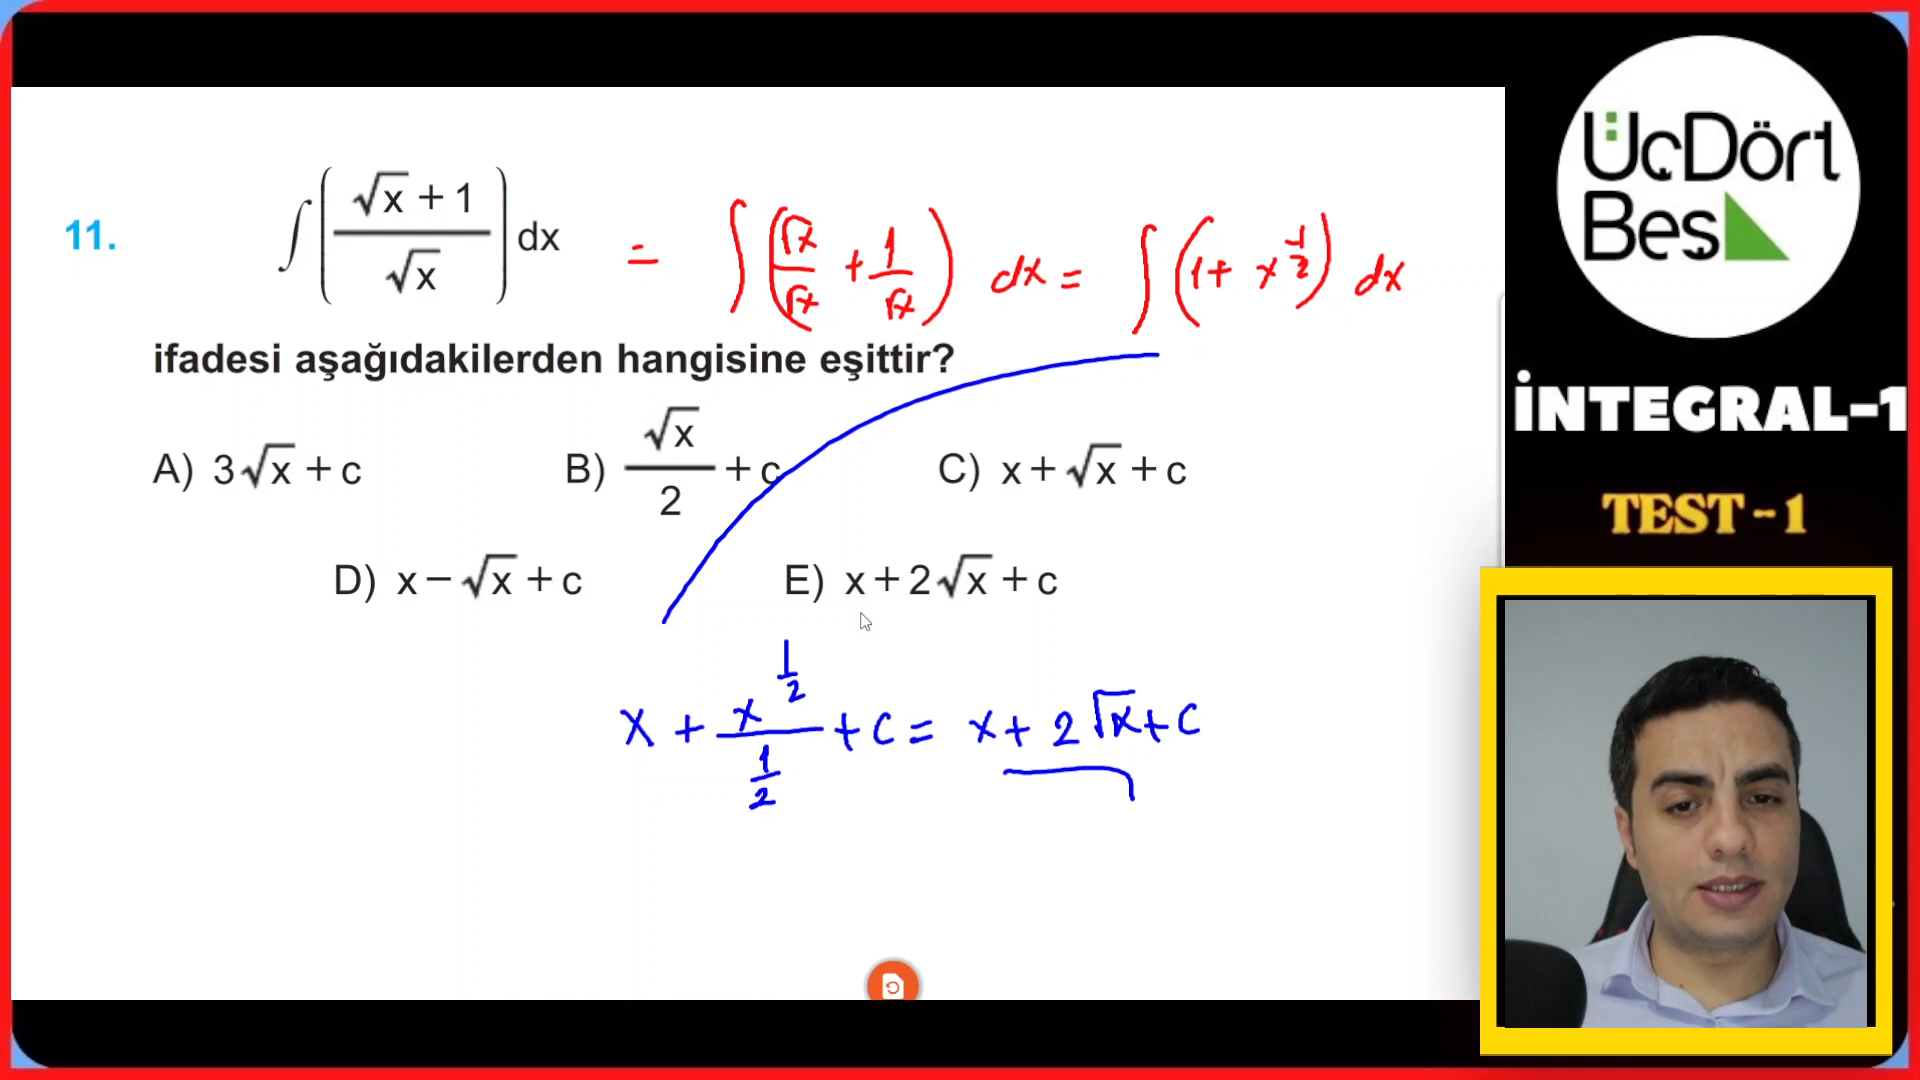 11. ∫ ( (√x + 1) / √x ) dx = ∫ ( √x/√x + 1/√x ) dx = ∫ ( 1 + x^(-1/2) ) dx
ifadesi aşağıdakilerden hangisine eşittir?
A) 3√x + c B) √x/2 + c C) x + √x + c
D) x − √x + c E) x + 2√x + c
x + x^(1/2) / (1/2) + c = x + 2√x + c
ÜçDört
Beş
İNTEGRAL-1
TEST - 1